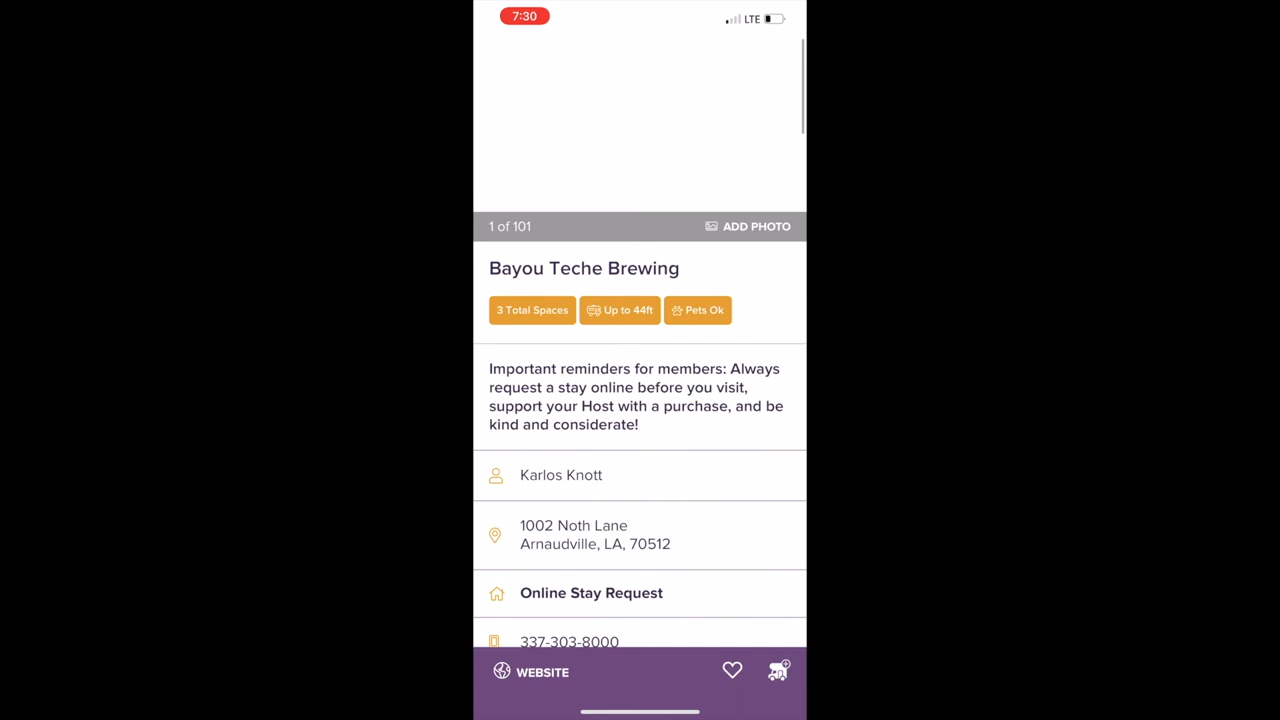 7:30
LTE
1 of 101
ADD PHOTO
Bayou Teche Brewing
3 Total Spaces
Up to 44ft
Pets Ok
Important reminders for members: Always
request a stay online before you visit,
support your Host with a purchase, and be
kind and considerate!
Karlos Knott
1002 Noth Lane
Arnaudville, LA, 70512
Online Stay Request
337-303-8000
WEBSITE